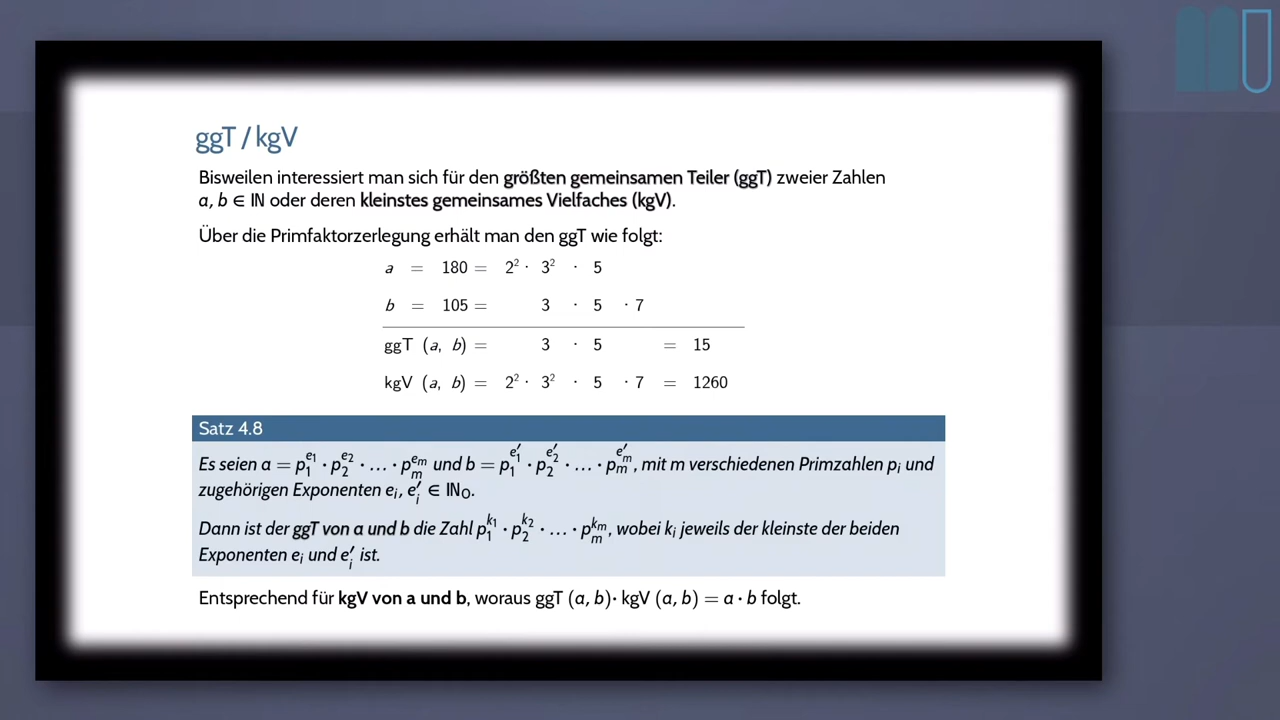 ggT / kgV
Bisweilen interessiert man sich für den größten gemeinsamen Teiler (ggT) zweier Zahlen
a, b ∈ ℕ oder deren kleinstes gemeinsames Vielfaches (kgV).
Über die Primfaktorzerlegung erhält man den ggT wie folgt:
a = 180 = 2² · 3² · 5
b = 105 = 3 · 5 · 7
ggT (a, b) = 3 · 5 = 15
kgV (a, b) = 2² · 3² · 5 · 7 = 1260
Satz 4.8
Es seien a = p₁^{e₁} · p₂^{e₂} · … · pₘ^{eₘ} und b = p₁^{e′₁} · p₂^{e′₂} · … · pₘ^{e′ₘ}, mit m verschiedenen Primzahlen pᵢ und
zugehörigen Exponenten eᵢ, e′ᵢ ∈ ℕ₀.
Dann ist der ggT von a und b die Zahl p₁^{k₁} · p₂^{k₂} · … · pₘ^{kₘ}, wobei kᵢ jeweils der kleinste der beiden
Exponenten eᵢ und e′ᵢ ist.
Entsprechend für kgV von a und b, woraus ggT (a, b) · kgV (a, b) = a · b folgt.